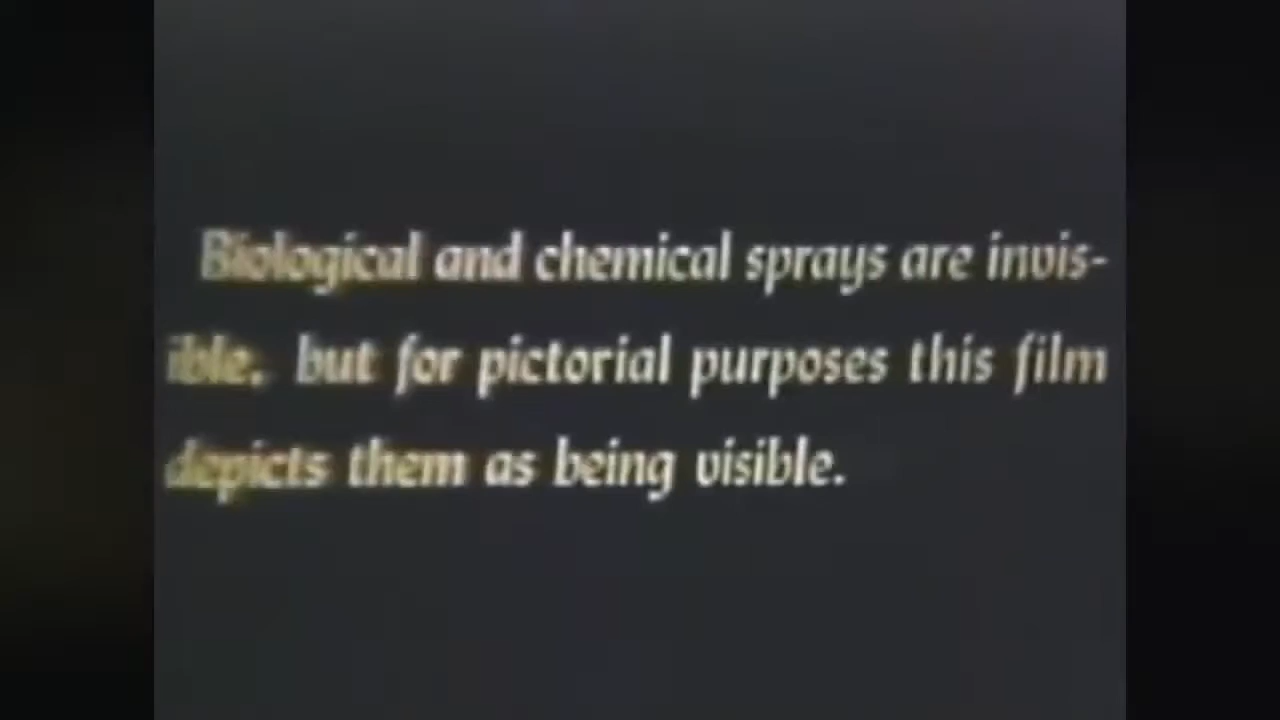 Biological and chemical sprays are invis-
ible, but for pictorial purposes this film
depicts them as being visible.